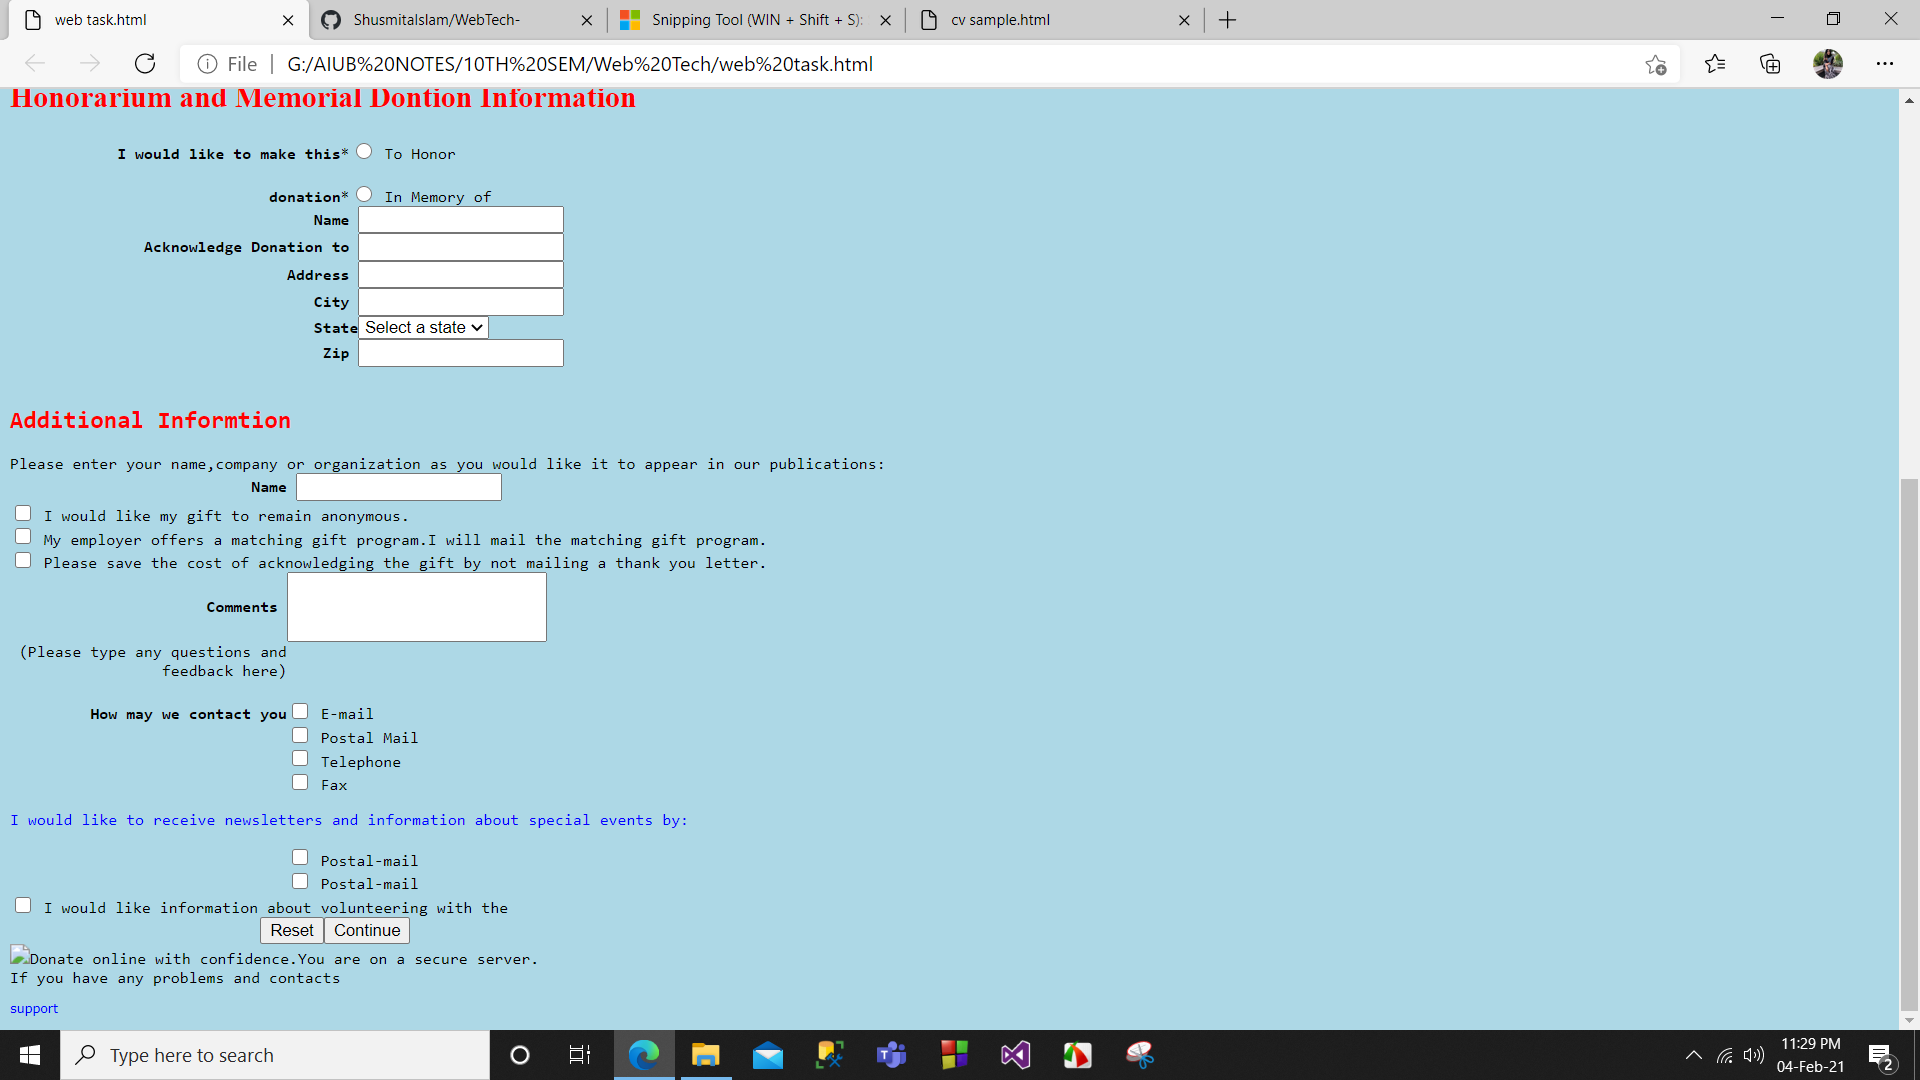 web task.html
ShusmitaIslam/WebTech-
Snipping Tool (WIN + Shift + S):
cv sample.html
File
G:/AIUB%20NOTES/10TH%20SEM/Web%20Tech/web%20task.html
Honorarium and Memorial Dontion Information
I would like to make this* To Honor
donation* In Memory of
Name
Acknowledge Donation to
Address
City
State Select a state
Zip
Additional Informtion
Please enter your name,company or organization as you would like it to appear in our publications:
Name
I would like my gift to remain anonymous.
My employer offers a matching gift program.I will mail the matching gift program.
Please save the cost of acknowledging the gift by not mailing a thank you letter.
Comments
(Please type any questions and
feedback here)
How may we contact you E-mail
Postal Mail
Telephone
Fax
I would like to receive newsletters and information about special events by:
Postal-mail
Postal-mail
I would like information about volunteering with the
Reset Continue
Donate online with confidence.You are on a secure server.
If you have any problems and contacts
support
Type here to search
11:29 PM
04-Feb-21
2